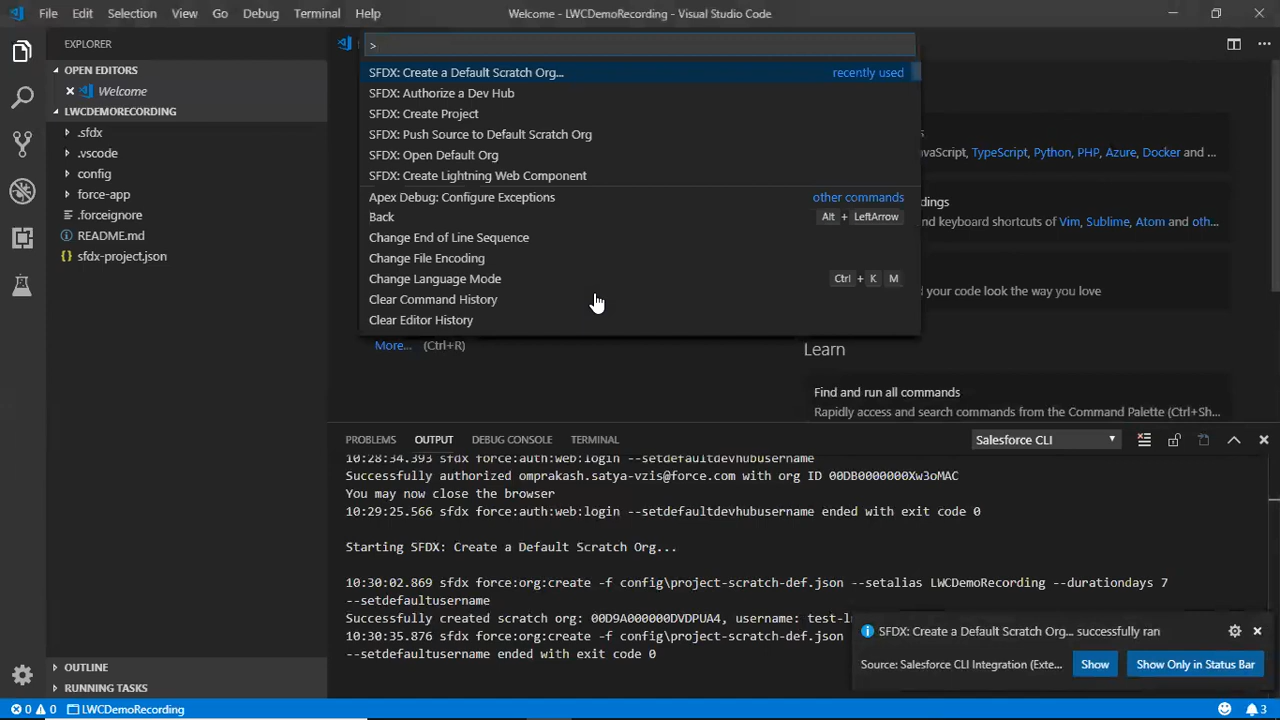 File Edit Selection View Go Debug Terminal Help Welcome - LWCDemoRecording - Visual Studio Code
EXPLORER
OPEN EDITORS
Welcome
LWCDEMORECORDING
.sfdx
.vscode
config
force-app
.forceignore
README.md
sfdx-project.json
OUTLINE
RUNNING TASKS
>
SFDX: Create a Default Scratch Org... recently used
SFDX: Authorize a Dev Hub
SFDX: Create Project
SFDX: Push Source to Default Scratch Org
SFDX: Open Default Org
SFDX: Create Lightning Web Component
Apex Debug: Configure Exceptions other commands
Back Alt + LeftArrow
Change End of Line Sequence
Change File Encoding
Change Language Mode Ctrl + K M
Clear Command History
Clear Editor History
More... (Ctrl+R)
avaScript, TypeScript, Python, PHP, Azure, Docker and ...
dings
nd keyboard shortcuts of Vim, Sublime, Atom and oth...
d your code look the way you love
Learn
Find and run all commands
Rapidly access and search commands from the Command Palette (Ctrl+Sh...
PROBLEMS OUTPUT DEBUG CONSOLE TERMINAL Salesforce CLI
10:28:34.393 sfdx force:auth:web:login --setdefaultdevhubusername
Successfully authorized omprakash.satya-vzis@force.com with org ID 00DB0000000Xw3oMAC
You may now close the browser
10:29:25.566 sfdx force:auth:web:login --setdefaultdevhubusername ended with exit code 0
Starting SFDX: Create a Default Scratch Org...
10:30:02.869 sfdx force:org:create -f config\project-scratch-def.json --setalias LWCDemoRecording --durationdays 7
--setdefaultusername
Successfully created scratch org: 00D9A000000DVDPUA4, username: test-l
10:30:35.876 sfdx force:org:create -f config\project-scratch-def.json
--setdefaultusername ended with exit code 0
SFDX: Create a Default Scratch Org... successfully ran
Source: Salesforce CLI Integration (Exte... Show Show Only in Status Bar
0 0 LWCDemoRecording 3